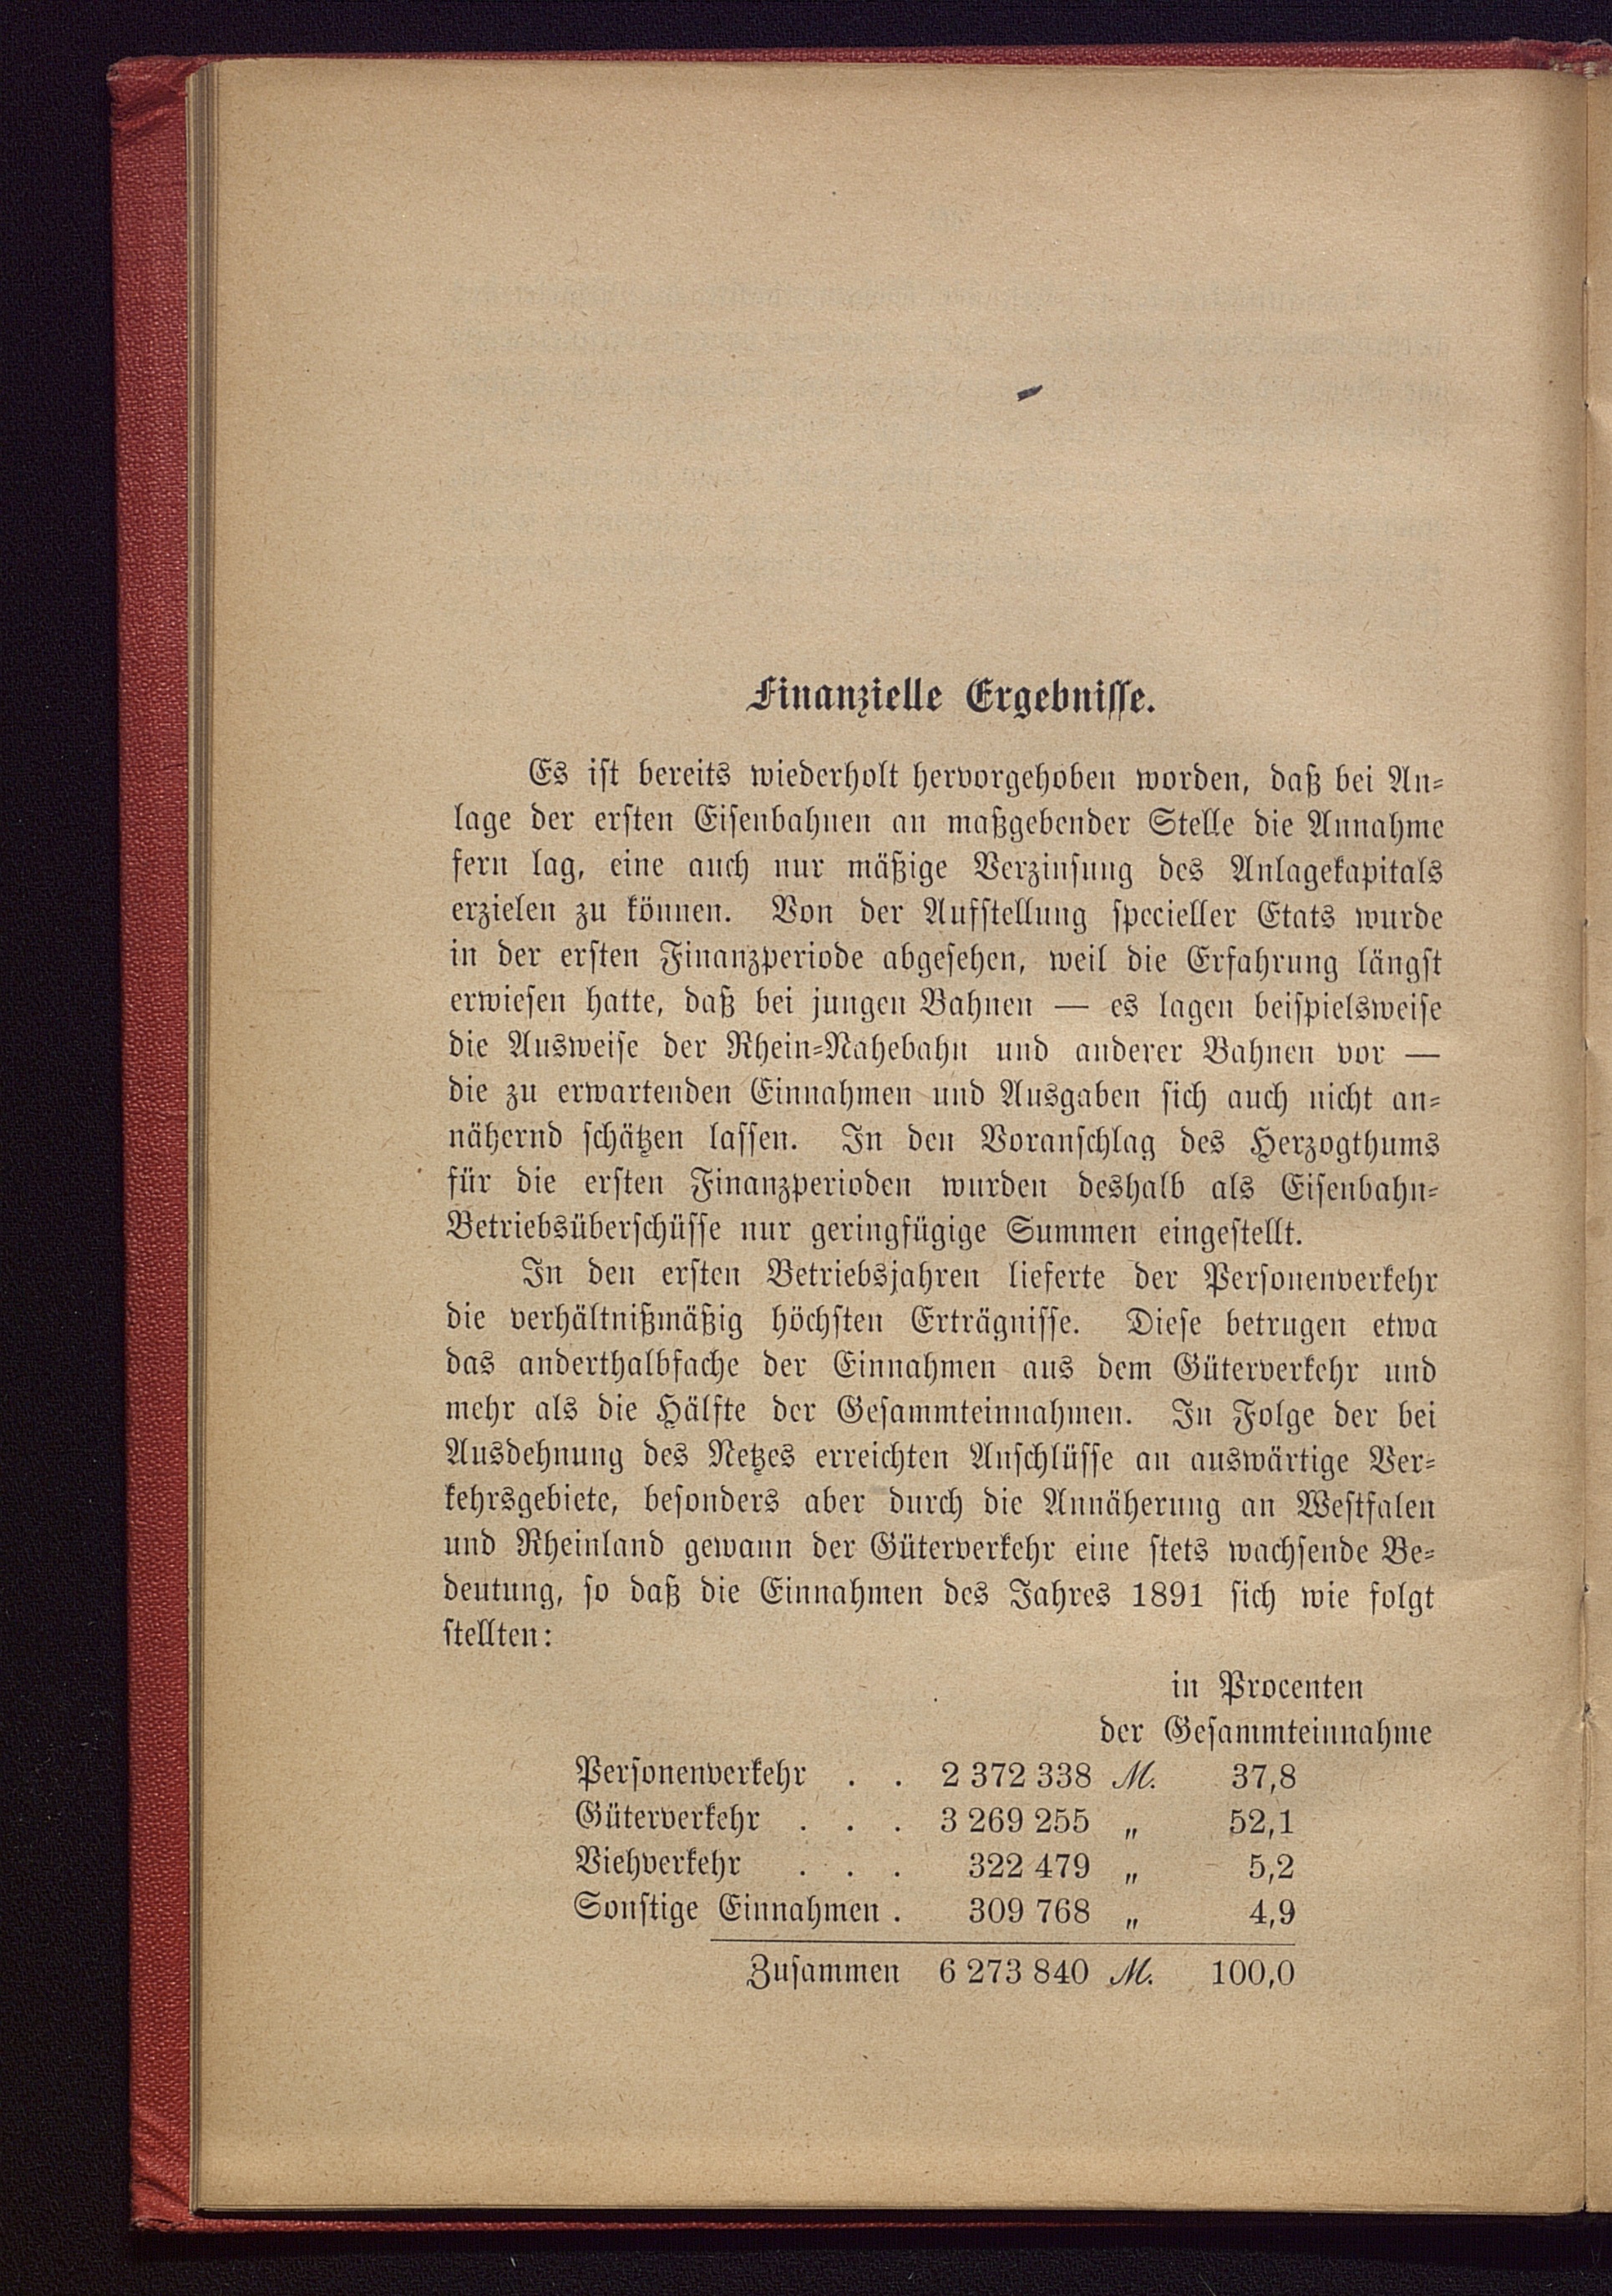 Finanzielle Ergebnisse.
Es ist bereits wiederholt hervorgehoben worden, daß bei An-
lage der ersten Eisenbahnen an maßgebender Stelle die Annahme
fern lag, eine auch nur mäßige Verzinsung des Anlagekapitals
erzielen zu können. Von der Aufstellung specieller Etats wurde
in der ersten Finanzperiode abgesehen, weil die Erfahrung längst
erwiesen hatte, daß bei jungen Bahnen — es lagen beispielsweise
die Ausweise der Rhein-Nahebahn und anderer Bahnen vor —
die zu erwartenden Einnahmen und Ausgaben sich auch nicht an-
nähernd schätzen lassen. In den Voranschlag des Herzogthums
für die ersten Finanzperioden wurden deshalb als Eisenbahn-
Betriebsüberschüsse nur geringfügige Summen eingestellt.
In den ersten Betriebsjahren lieferte der Personenverkehr
die verhältnißmäßig höchsten Erträgnisse. Diese betrugen etwa
das anderthalbfache der Einnahmen aus dem Güterverkehr und
mehr als die Hälfte der Gesammteinnahmen. In Folge der bei
Ausdehnung des Netzes erreichten Anschlüsse an auswärtige Ver-
kehrsgebiete, besonders aber durch die Annäherung an Westfalen
und Rheinland gewann der Güterverkehr eine stets wachsende Be-
deutung, so daß die Einnahmen des Jahres 1891 sich wie folgt
stellten:
in Procenten
der Gesammteinnahme
Personenverkehr . . 2 372 338 M. 37,8
Güterverkehr . . . 3 269 255 „ 52,1
Viehverkehr . . . 322 479 „ 5,2
Sonstige Einnahmen . 309 768 „ 4,9
Zusammen 6 273 840 M. 100,0